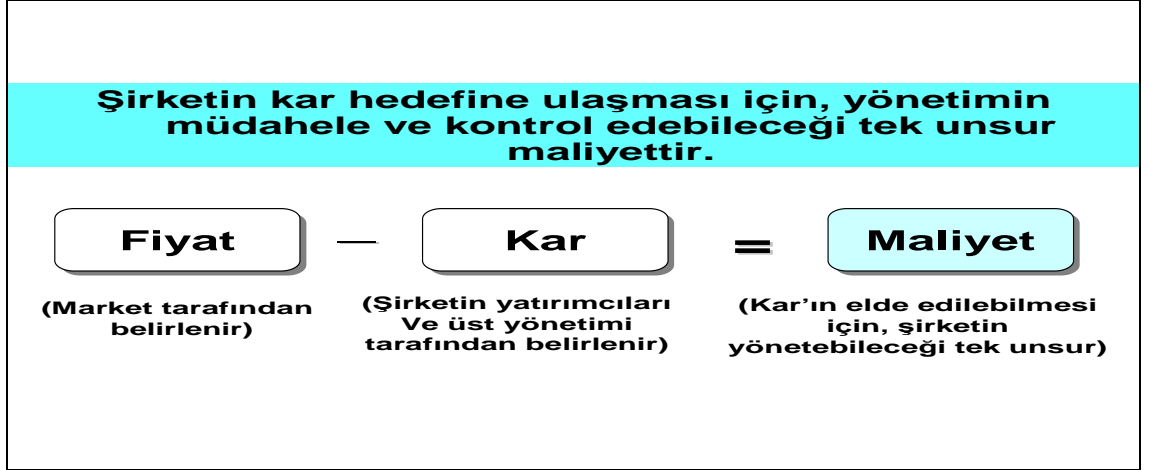 Şirketin kar hedefine ulaşması için, yönetimin
müdahele ve kontrol edebileceği tek unsur
maliyettir.
Fiyat — Kar = Maliyet
(Market tarafından
belirlenir)
(Şirketin yatırımcıları
Ve üst yönetimi
tarafından belirlenir)
(Kar’ın elde edilebilmesi
için, şirketin
yönetebileceği tek unsur)